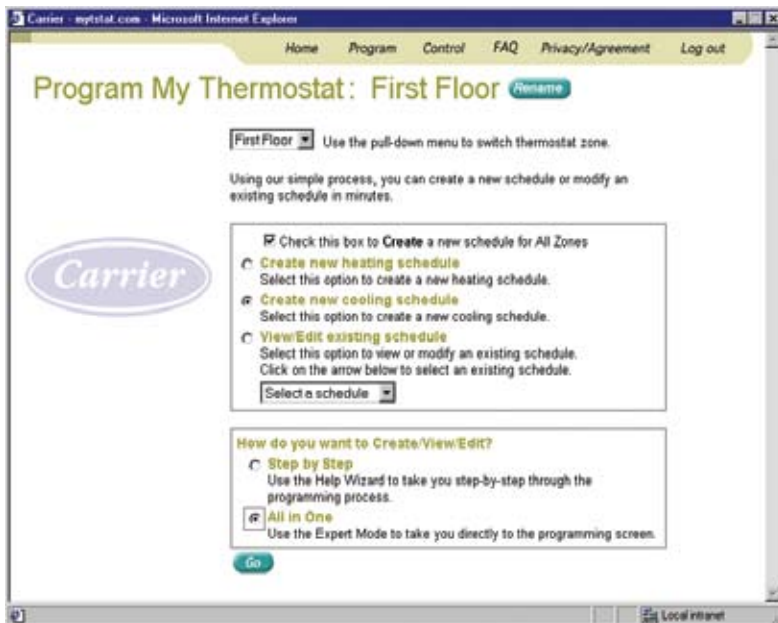 Carrier - mytstat.com - Microsoft Internet Explorer
Home Program Control FAQ Privacy/Agreement Log out
Program My Thermostat: First Floor Rename
First Floor Use the pull-down menu to switch thermostat zone.
Using our simple process, you can create a new schedule or modify an
existing schedule in minutes.
Carrier
Check this box to Create a new schedule for All Zones
Create new heating schedule
Select this option to create a new heating schedule.
Create new cooling schedule
Select this option to create a new cooling schedule.
View/Edit existing schedule
Select this option to view or modify an existing schedule.
Click on the arrow below to select an existing schedule.
Select a schedule
How do you want to Create/View/Edit?
Step by Step
Use the Help Wizard to take you step-by-step through the
programming process.
All in One
Use the Expert Mode to take you directly to the programming screen.
Go
Local intranet